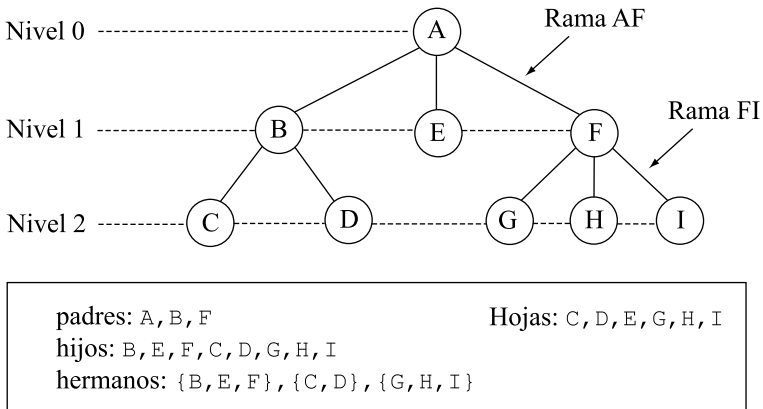 Nivel 0
A
Rama AF
Rama FI
Nivel 1
B
E
F
Nivel 2
C
D
G
H
I
padres: A, B, F
Hojas: C, D, E, G, H, I
hijos: B, E, F, C, D, G, H, I
hermanos: {B, E, F}, {C, D}, {G, H, I}